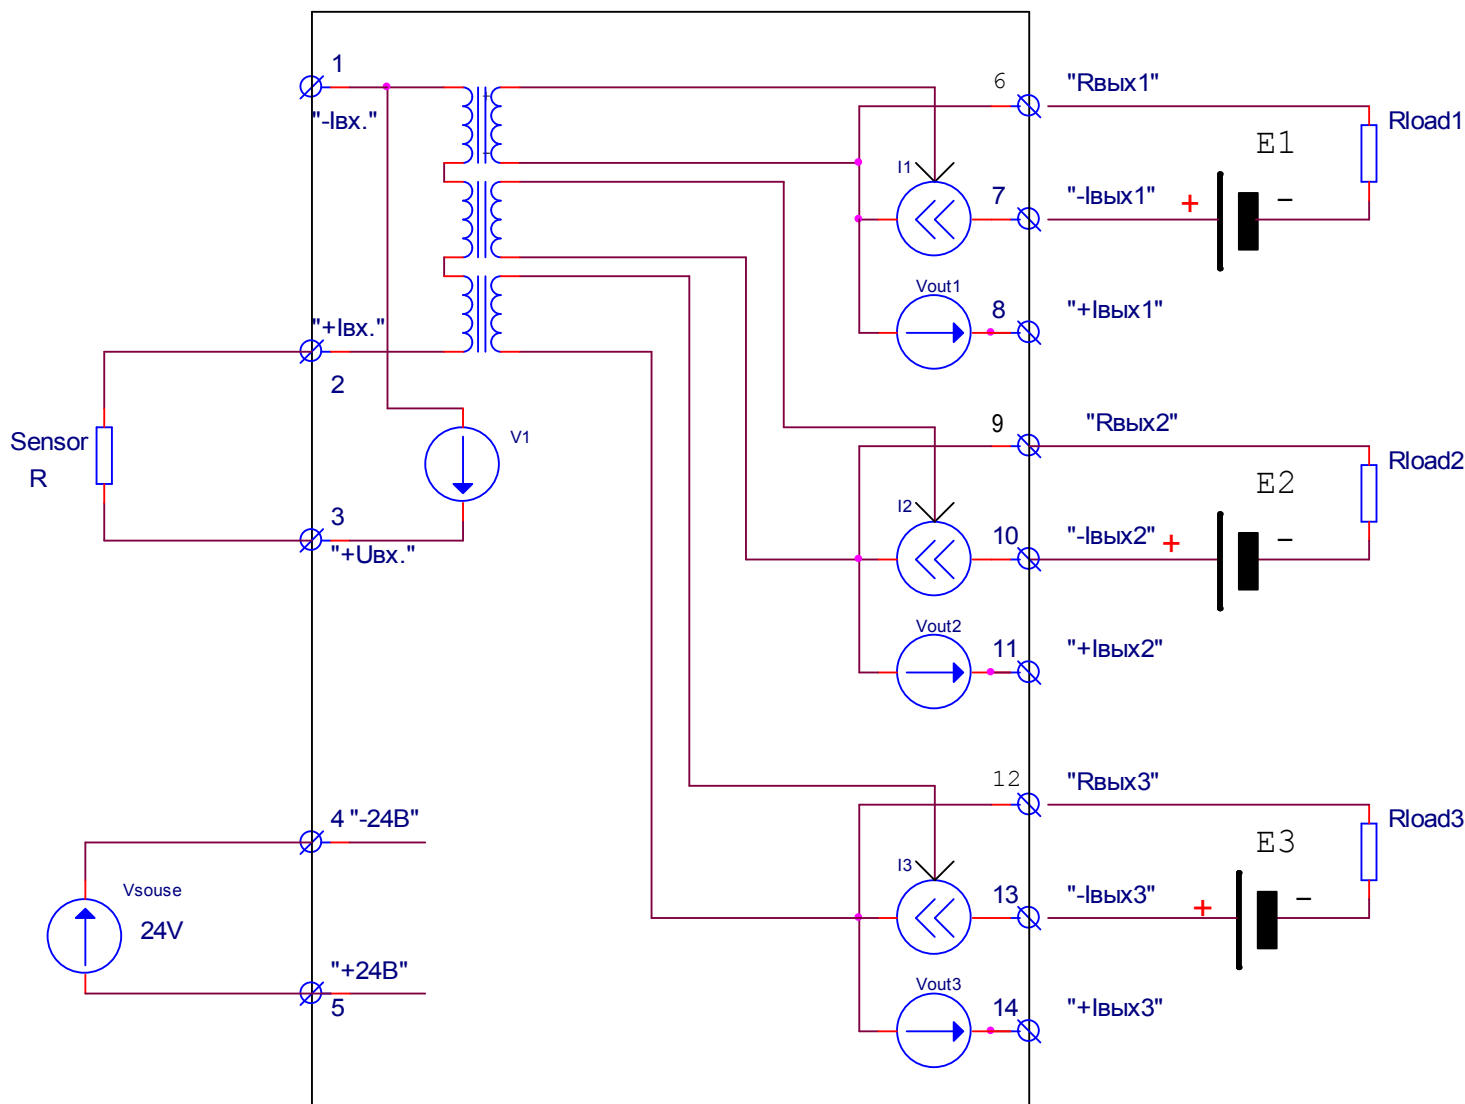 1
"-Iвх."
6
"Rвых1"
Rload1
E1
I1
7
"-Iвых1"
+
−
Vout1
8
"+Iвых1"
"+Iвх."
2
9
"Rвых2"
Rload2
E2
Sensor
R
V1
3
"+Uвх."
I2
10
"-Iвых2"
+
−
Vout2
11
"+Iвых2"
12
"Rвых3"
Rload3
E3
4 "-24В"
Vsouse
24V
"+24В"
5
I3
13
"-Iвых3"
+
−
Vout3
14
"+Iвых3"